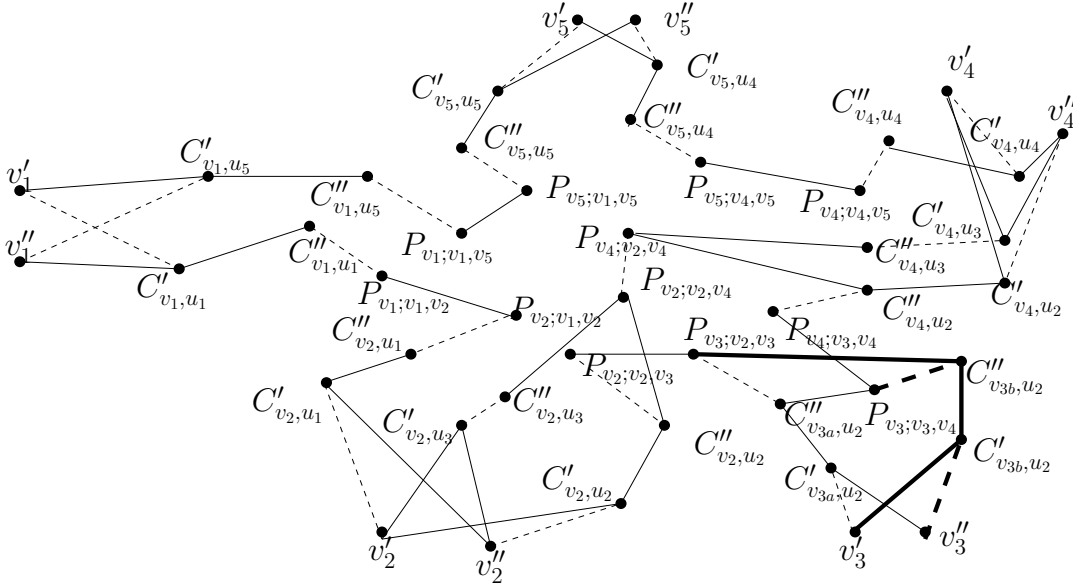 v′_5 v″_5
v′_4
C′_{v_5,u_5} C′_{v_5,u_4}
C″_{v_5,u_5} C″_{v_5,u_4} C″_{v_4,u_4} C′_{v_4,u_4} v″_4
v′_1 C′_{v_1,u_5} C″_{v_1,u_5} P_{v_5;v_1,v_5} P_{v_5;v_4,v_5} P_{v_4;v_4,v_5}
v″_1 C′_{v_1,u_1} C″_{v_1,u_1} P_{v_1;v_1,v_5} P_{v_4;v_2,v_4} C″_{v_4,u_3} C′_{v_4,u_3}
P_{v_1;v_1,v_2} P_{v_2;v_1,v_2} P_{v_2;v_2,v_4} C″_{v_4,u_2} C″_{v_4,u_2}
C″_{v_2,u_1} P_{v_2;v_2,v_3} P_{v_3;v_2,v_3} P_{v_4;v_3,v_4} C″_{v_{3b},u_2}
C′_{v_2,u_1} C′_{v_2,u_3} C″_{v_2,u_3} C″_{v_2,u_2} C″_{v_{3a},u_2} P_{v_3;v_3,v_4} C′_{v_{3b},u_2}
C′_{v_2,u_2} C′_{v_{3a},u_2}
v′_2 v″_2 v′_3 v″_3